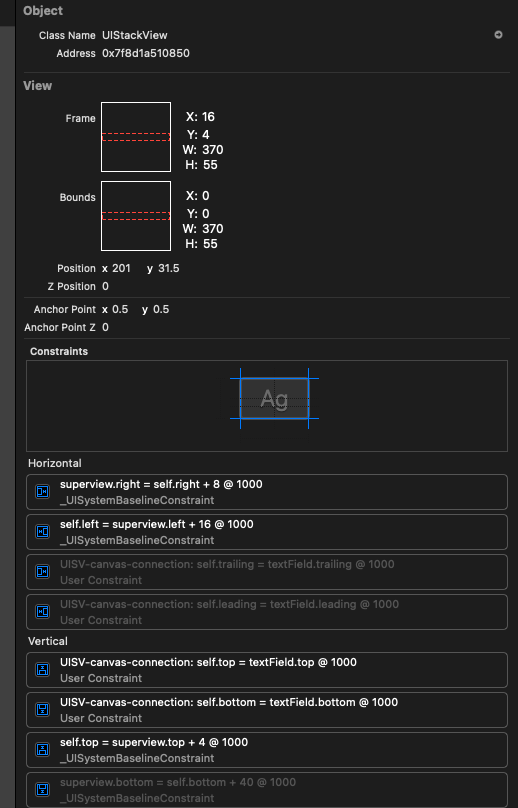 Object
Class Name UIStackView
Address 0x7f8d1a510850
View
Frame
X: 16
Y: 4
W: 370
H: 55
Bounds
X: 0
Y: 0
W: 370
H: 55
Position x 201 y 31.5
Z Position 0
Anchor Point x 0.5 y 0.5
Anchor Point Z 0
Constraints
Ag
Horizontal
superview.right = self.right + 8 @ 1000
_UISystemBaselineConstraint
self.left = superview.left + 16 @ 1000
_UISystemBaselineConstraint
UISV-canvas-connection: self.trailing = textField.trailing @ 1000
User Constraint
UISV-canvas-connection: self.leading = textField.leading @ 1000
User Constraint
Vertical
UISV-canvas-connection: self.top = textField.top @ 1000
User Constraint
UISV-canvas-connection: self.bottom = textField.bottom @ 1000
User Constraint
self.top = superview.top + 4 @ 1000
_UISystemBaselineConstraint
superview.bottom = self.bottom + 40 @ 1000
_UISystemBaselineConstraint